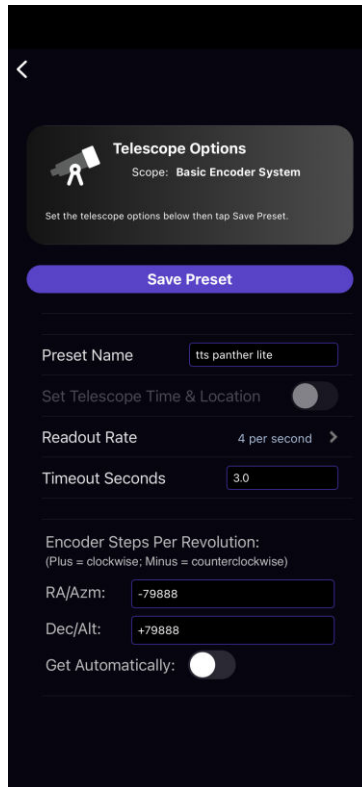 Telescope Options
Scope: Basic Encoder System
Set the telescope options below then tap Save Preset.
Save Preset
Preset Name tts panther lite
Set Telescope Time & Location
Readout Rate 4 per second
Timeout Seconds 3.0
Encoder Steps Per Revolution:
(Plus = clockwise; Minus = counterclockwise)
RA/Azm: -79888
Dec/Alt: +79888
Get Automatically: